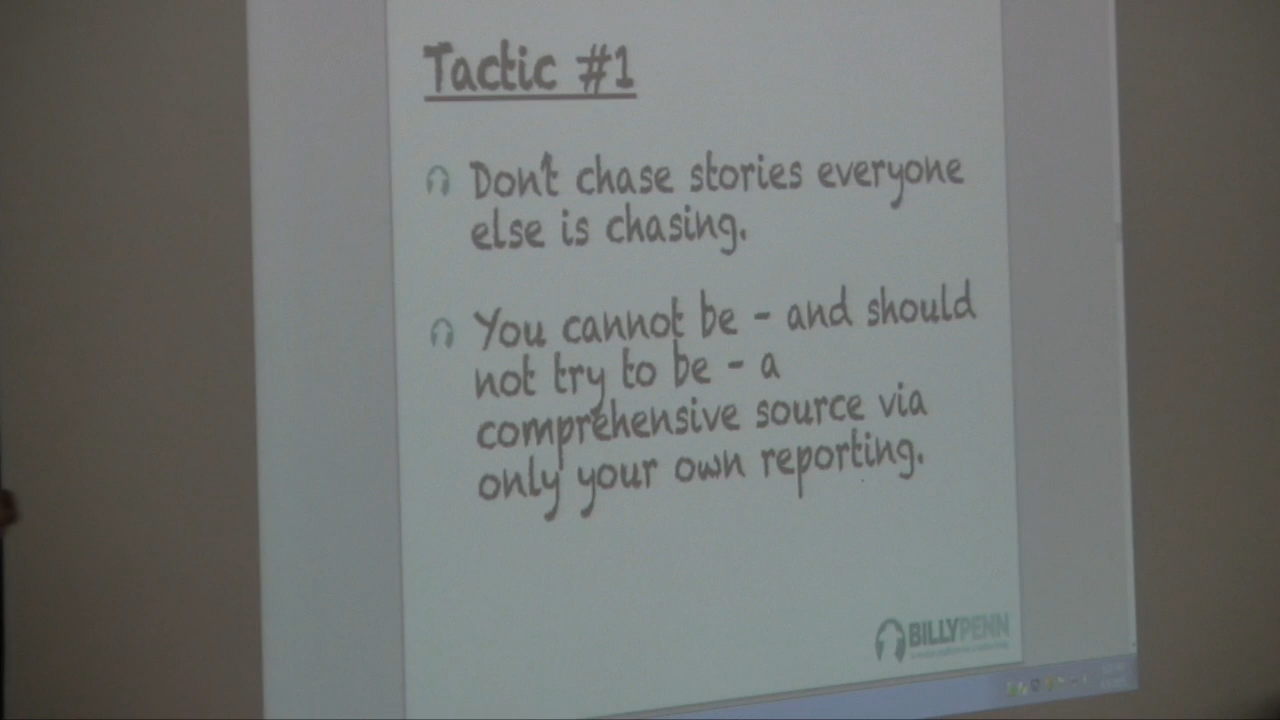 Tactic #1
Don't chase stories everyone
else is chasing.
You cannot be - and should
not try to be - a
comprehensive source via
only your own reporting.
BILLYPENN